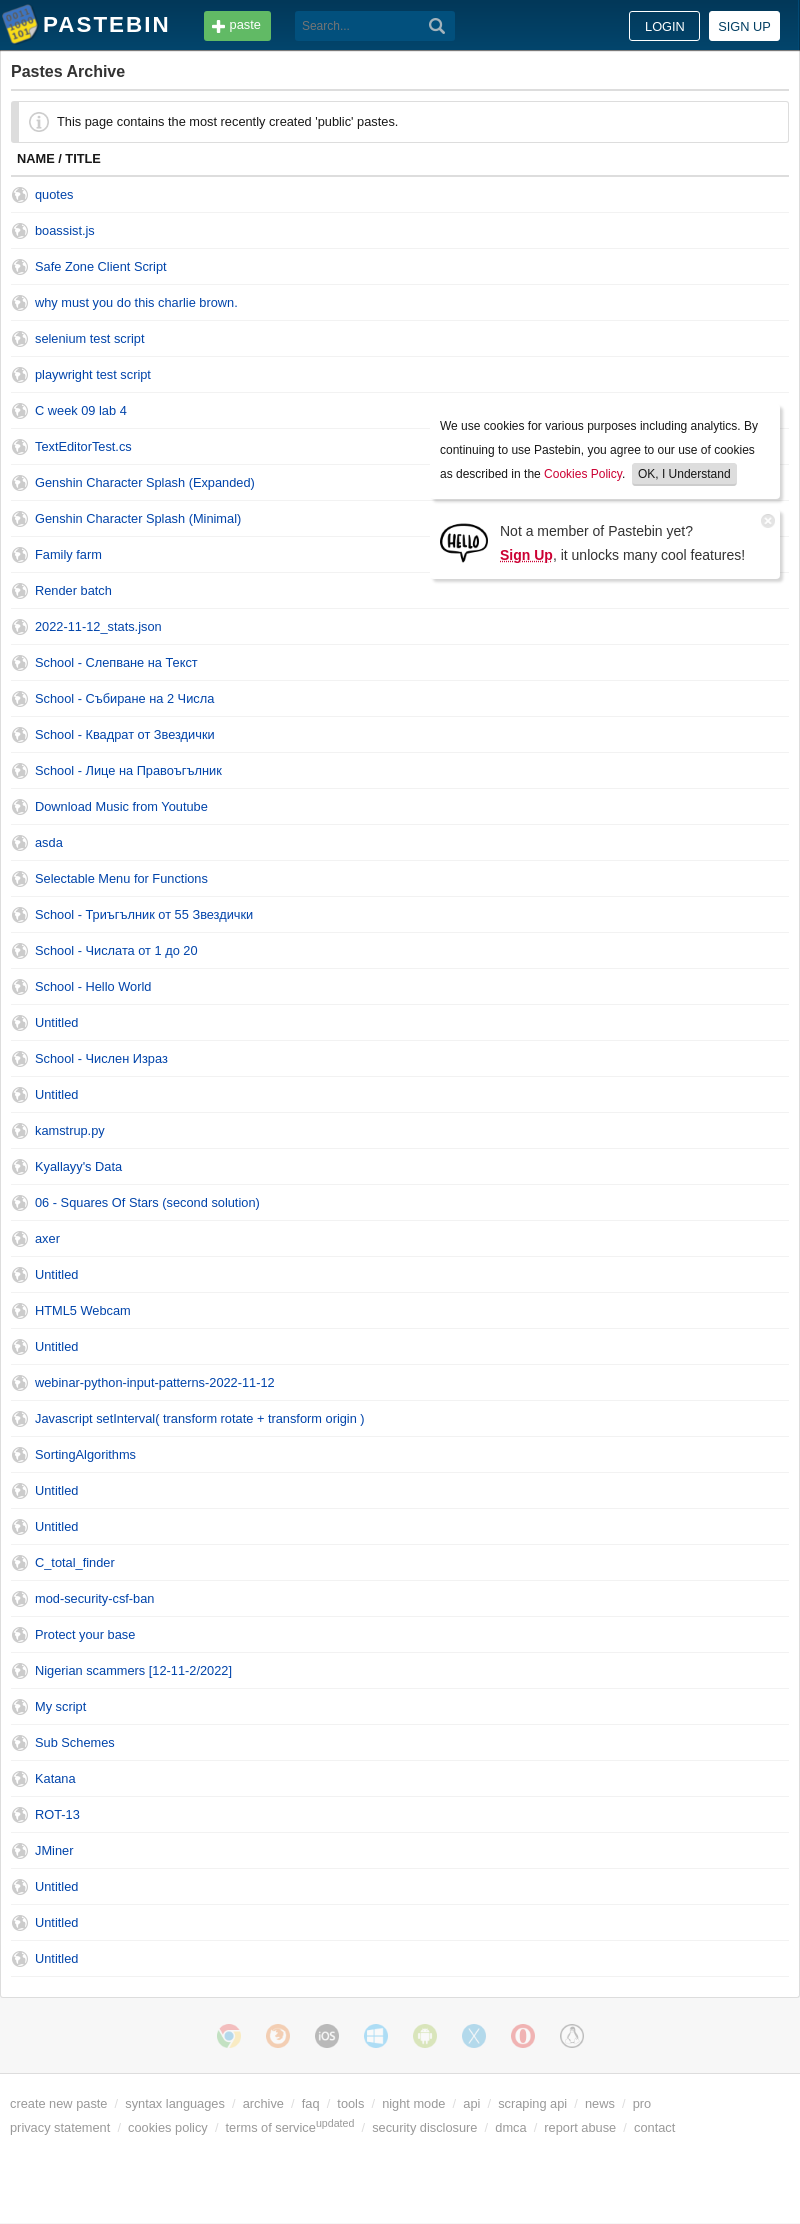 PASTEBIN
paste
Search...
LOGIN
SIGN UP
Pastes Archive
This page contains the most recently created 'public' pastes.
NAME / TITLE
quotes
boassist.js
Safe Zone Client Script
why must you do this charlie brown.
selenium test script
playwright test script
C week 09 lab 4
TextEditorTest.cs
Genshin Character Splash (Expanded)
Genshin Character Splash (Minimal)
Family farm
Render batch
2022-11-12_stats.json
School - Слепване на Текст
School - Събиране на 2 Числа
School - Квадрат от Звездички
School - Лице на Правоъгълник
Download Music from Youtube
asda
Selectable Menu for Functions
School - Триъгълник от 55 Звездички
School - Числата от 1 до 20
School - Hello World
Untitled
School - Числен Израз
Untitled
kamstrup.py
Kyallayy's Data
06 - Squares Of Stars (second solution)
axer
Untitled
HTML5 Webcam
Untitled
webinar-python-input-patterns-2022-11-12
Javascript setInterval( transform rotate + transform origin )
SortingAlgorithms
Untitled
Untitled
C_total_finder
mod-security-csf-ban
Protect your base
Nigerian scammers [12-11-2/2022]
My script
Sub Schemes
Katana
ROT-13
JMiner
Untitled
Untitled
Untitled
We use cookies for various purposes including analytics. By
continuing to use Pastebin, you agree to our use of cookies
as described in the Cookies Policy. OK, I Understand
HELLO
Not a member of Pastebin yet?
Sign Up, it unlocks many cool features!
iOS
create new paste / syntax languages / archive / faq / tools / night mode / api / scraping api / news / pro
privacy statement / cookies policy / terms of service updated / security disclosure / dmca / report abuse / contact